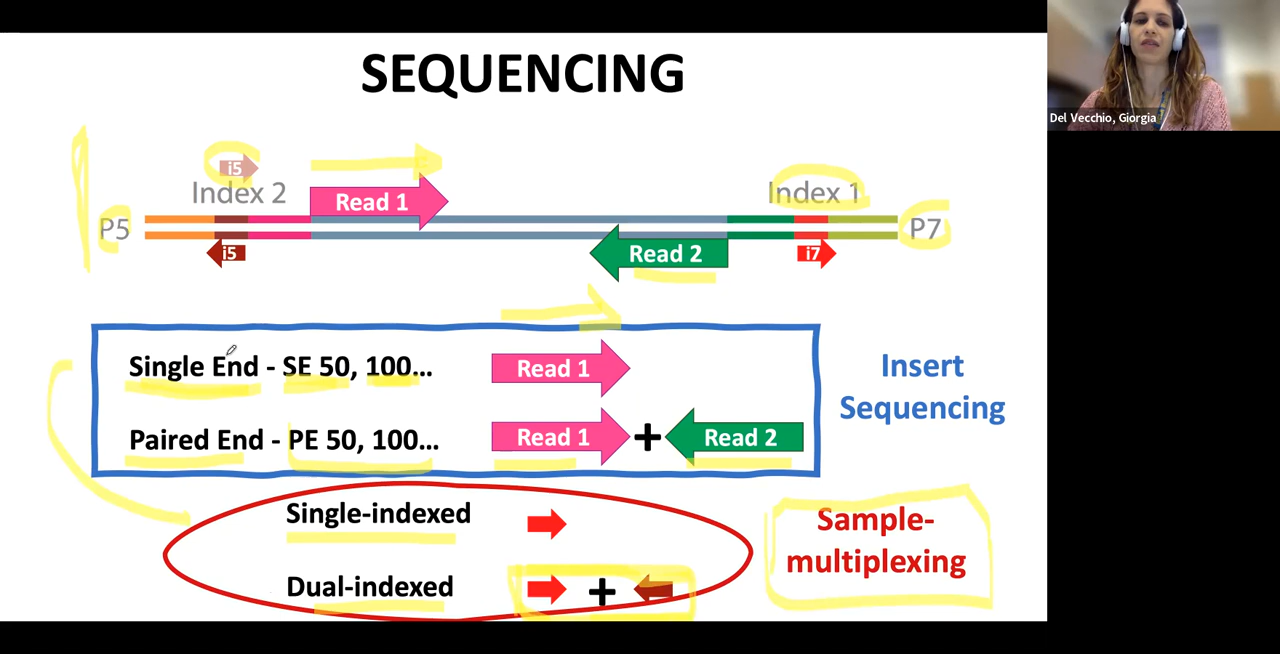 SEQUENCING
Del Vecchio, Giorgia
i5
Index 2
Read 1
Index 1
P5
P7
i5
Read 2
i7
Single End - SE 50, 100...
Read 1
Insert
Sequencing
Paired End - PE 50, 100...
Read 1
+
Read 2
Single-indexed
Sample-
multiplexing
Dual-indexed
+